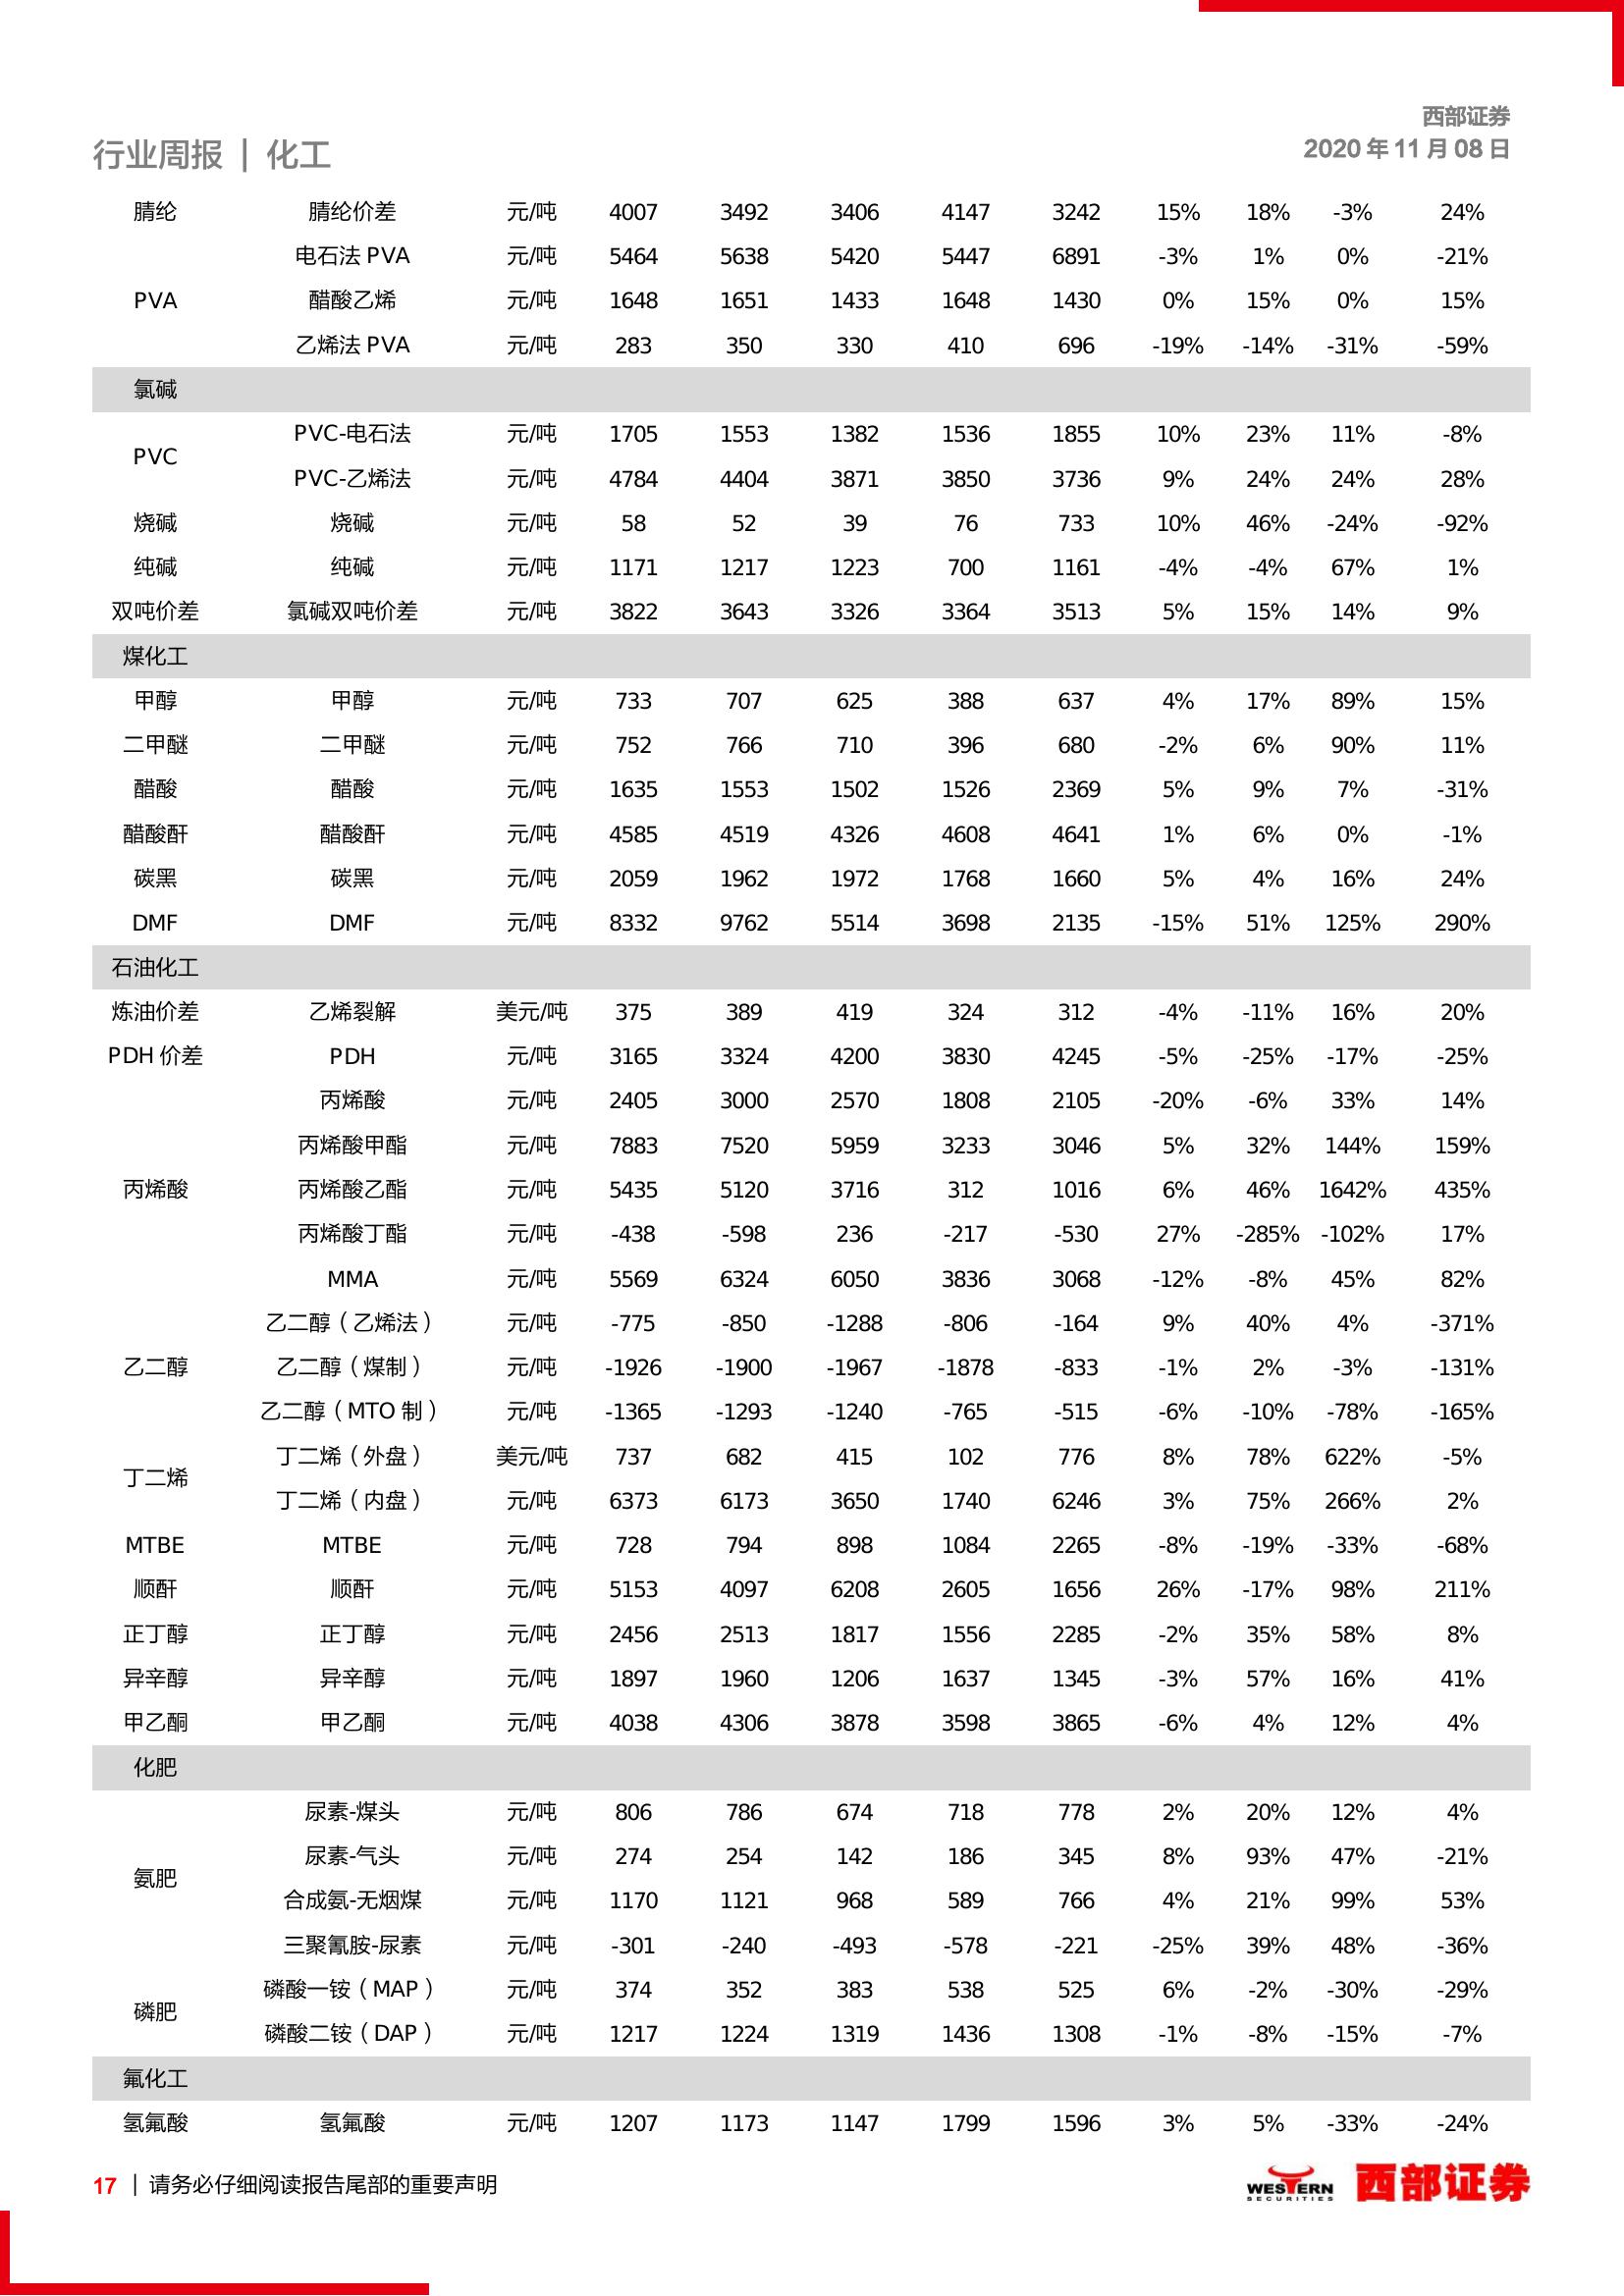 西部证券
行业周报 | 化工
2020 年 11 月 08 日
腈纶 腈纶价差 元/吨 4007 3492 3406 4147 3242 15% 18% -3% 24%
电石法 PVA 元/吨 5464 5638 5420 5447 6891 -3% 1% 0% -21%
PVA 醋酸乙烯 元/吨 1648 1651 1433 1648 1430 0% 15% 0% 15%
乙烯法 PVA 元/吨 283 350 330 410 696 -19% -14% -31% -59%
氯碱
PVC
PVC-电石法 元/吨 1705 1553 1382 1536 1855 10% 23% 11% -8%
PVC-乙烯法 元/吨 4784 4404 3871 3850 3736 9% 24% 24% 28%
烧碱 烧碱 元/吨 58 52 39 76 733 10% 46% -24% -92%
纯碱 纯碱 元/吨 1171 1217 1223 700 1161 -4% -4% 67% 1%
双吨价差 氯碱双吨价差 元/吨 3822 3643 3326 3364 3513 5% 15% 14% 9%
煤化工
甲醇 甲醇 元/吨 733 707 625 388 637 4% 17% 89% 15%
二甲醚 二甲醚 元/吨 752 766 710 396 680 -2% 6% 90% 11%
醋酸 醋酸 元/吨 1635 1553 1502 1526 2369 5% 9% 7% -31%
醋酸酐 醋酸酐 元/吨 4585 4519 4326 4608 4641 1% 6% 0% -1%
碳黑 碳黑 元/吨 2059 1962 1972 1768 1660 5% 4% 16% 24%
DMF DMF 元/吨 8332 9762 5514 3698 2135 -15% 51% 125% 290%
石油化工
炼油价差 乙烯裂解 美元/吨 375 389 419 324 312 -4% -11% 16% 20%
PDH 价差 PDH 元/吨 3165 3324 4200 3830 4245 -5% -25% -17% -25%
丙烯酸 元/吨 2405 3000 2570 1808 2105 -20% -6% 33% 14%
丙烯酸甲酯 元/吨 7883 7520 5959 3233 3046 5% 32% 144% 159%
丙烯酸 丙烯酸乙酯 元/吨 5435 5120 3716 312 1016 6% 46% 1642% 435%
丙烯酸丁酯 元/吨 -438 -598 236 -217 -530 27% -285% -102% 17%
MMA 元/吨 5569 6324 6050 3836 3068 -12% -8% 45% 82%
乙二醇（乙烯法） 元/吨 -775 -850 -1288 -806 -164 9% 40% 4% -371%
乙二醇 乙二醇（煤制） 元/吨 -1926 -1900 -1967 -1878 -833 -1% 2% -3% -131%
乙二醇（MTO 制） 元/吨 -1365 -1293 -1240 -765 -515 -6% -10% -78% -165%
丁二烯
丁二烯（外盘） 美元/吨 737 682 415 102 776 8% 78% 622% -5%
丁二烯（内盘） 元/吨 6373 6173 3650 1740 6246 3% 75% 266% 2%
MTBE MTBE 元/吨 728 794 898 1084 2265 -8% -19% -33% -68%
顺酐 顺酐 元/吨 5153 4097 6208 2605 1656 26% -17% 98% 211%
正丁醇 正丁醇 元/吨 2456 2513 1817 1556 2285 -2% 35% 58% 8%
异辛醇 异辛醇 元/吨 1897 1960 1206 1637 1345 -3% 57% 16% 41%
甲乙酮 甲乙酮 元/吨 4038 4306 3878 3598 3865 -6% 4% 12% 4%
化肥
尿素-煤头 元/吨 806 786 674 718 778 2% 20% 12% 4%
氨肥
尿素-气头 元/吨 274 254 142 186 345 8% 93% 47% -21%
合成氨-无烟煤 元/吨 1170 1121 968 589 766 4% 21% 99% 53%
三聚氰胺-尿素 元/吨 -301 -240 -493 -578 -221 -25% 39% 48% -36%
磷肥
磷酸一铵（MAP） 元/吨 374 352 383 538 525 6% -2% -30% -29%
磷酸二铵（DAP） 元/吨 1217 1224 1319 1436 1308 -1% -8% -15% -7%
氟化工
氢氟酸 氢氟酸 元/吨 1207 1173 1147 1799 1596 3% 5% -33% -24%
17 | 请务必仔细阅读报告尾部的重要声明
WESTERN
SECURITIES
西部证券